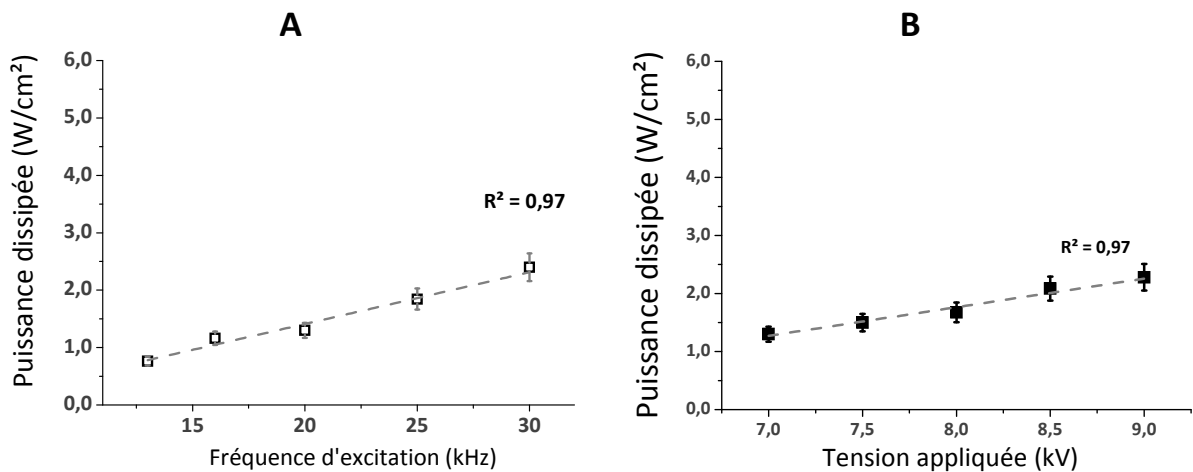 A
Puissance dissipée (W/cm²)
6,0
5,0
4,0
3,0
2,0
1,0
0,0
R² = 0,97
15
20
25
30
Fréquence d'excitation (kHz)
B
Puissance dissipée (W/cm²)
6,0
5,0
4,0
3,0
2,0
1,0
0,0
R² = 0,97
7,0
7,5
8,0
8,5
9,0
Tension appliquée (kV)